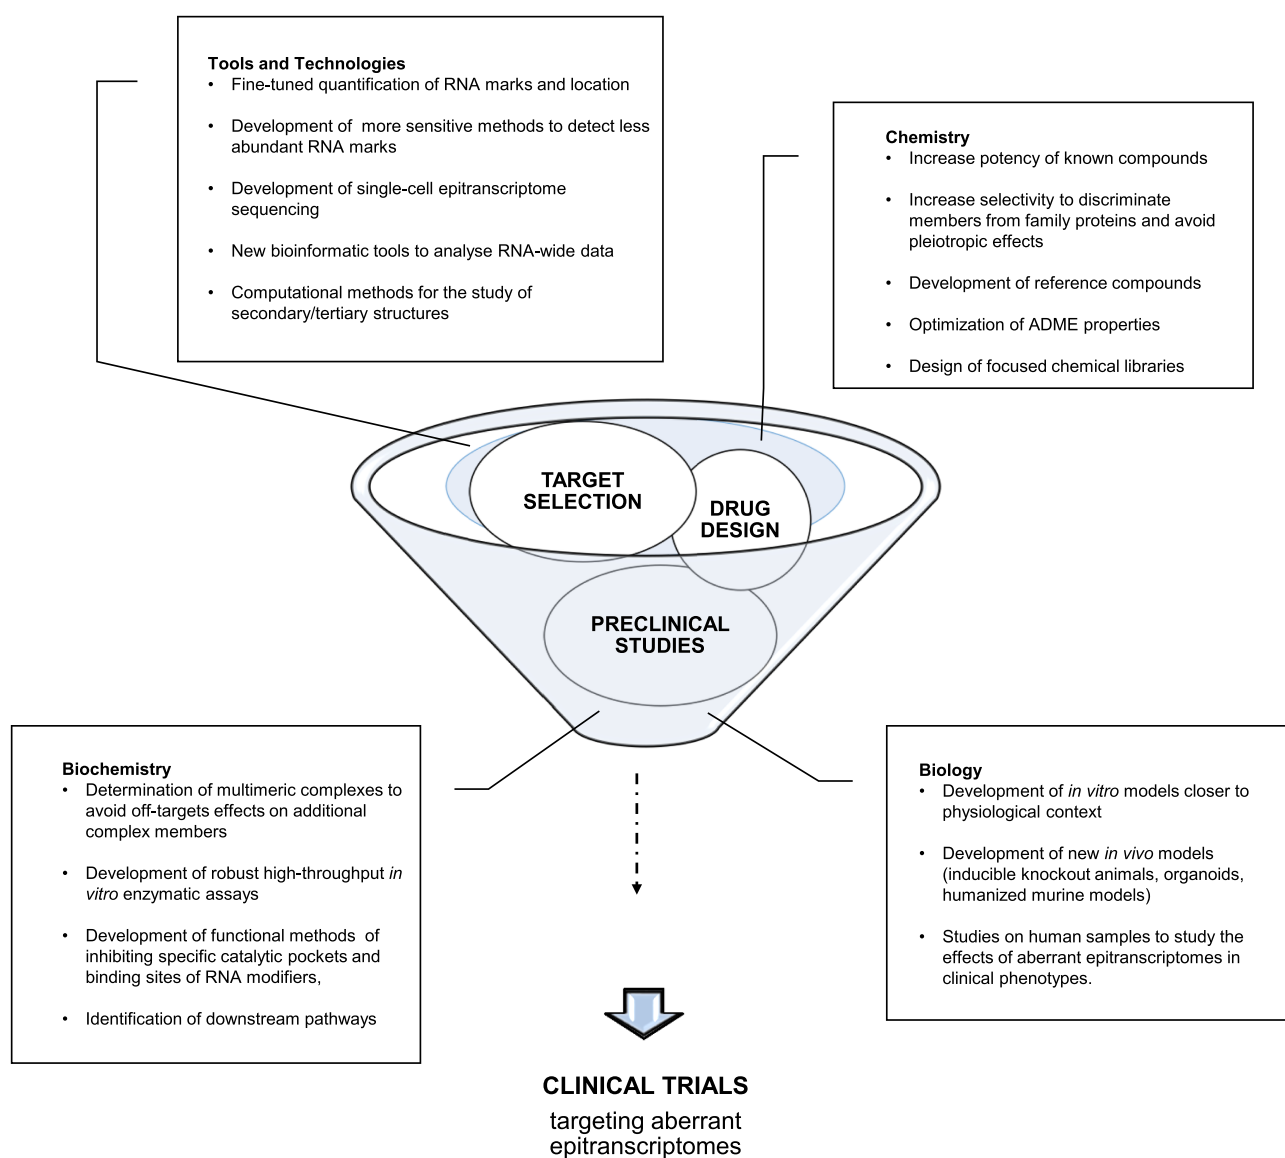 Tools and Technologies
• Fine-tuned quantification of RNA marks and location
• Development of  more sensitive methods to detect less
abundant RNA marks
• Development of single-cell epitranscriptome
sequencing
• New bioinformatic tools to analyse RNA-wide data
• Computational methods for the study of
secondary/tertiary structures
Chemistry
• Increase potency of known compounds
• Increase selectivity to discriminate
members from family proteins and avoid
pleiotropic effects
• Development of reference compounds
• Optimization of ADME properties
• Design of focused chemical libraries
TARGET
SELECTION
DRUG
DESIGN
PRECLINICAL
STUDIES
Biochemistry
• Determination of multimeric complexes to
avoid off-targets effects on additional
complex members
• Development of robust high-throughput in
vitro enzymatic assays
• Development of functional methods  of
inhibiting specific catalytic pockets and
binding sites of RNA modifiers,
• Identification of downstream pathways
Biology
• Development of in vitro models closer to
physiological context
• Development of new in vivo models
(inducible knockout animals, organoids,
humanized murine models)
• Studies on human samples to study the
effects of aberrant epitranscriptomes in
clinical phenotypes.
CLINICAL TRIALS
targeting aberrant
epitranscriptomes